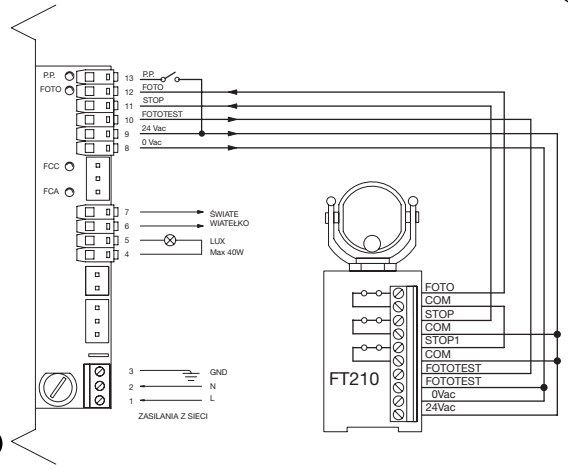 P.P.
13 P.P.
FOTO
12 FOTO
11 STOP
10 FOTOTEST
9 24 Vac
8 0 Vac
FCC
FCA
7 ŚWIATE
6 WIATEŁKO
5 LUX
4 Max 40W
3 GND
2 N
1 L
ZASILANIA Z SIECI
FT210
FOTO
COM
STOP
COM
STOP1
COM
FOTOTEST
FOTOTEST
0Vac
24Vac